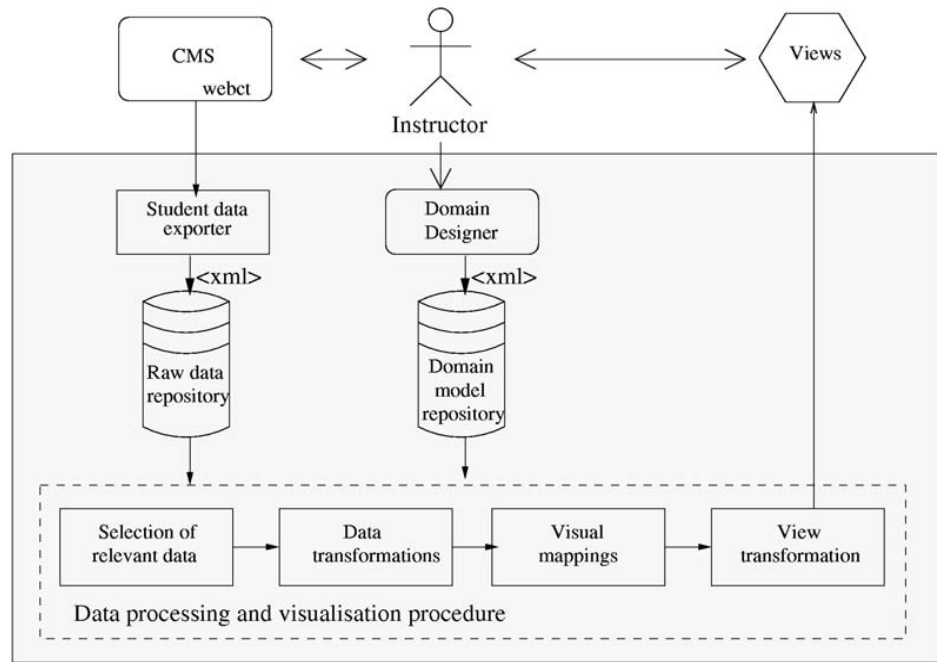 CMS
webct
Instructor
Views
Student data
exporter
Domain
Designer
<xml>
<xml>
Raw data
repository
Domain
model
repository
Selection of
relevant data
Data
transformations
Visual
mappings
View
transformation
Data processing and visualisation procedure